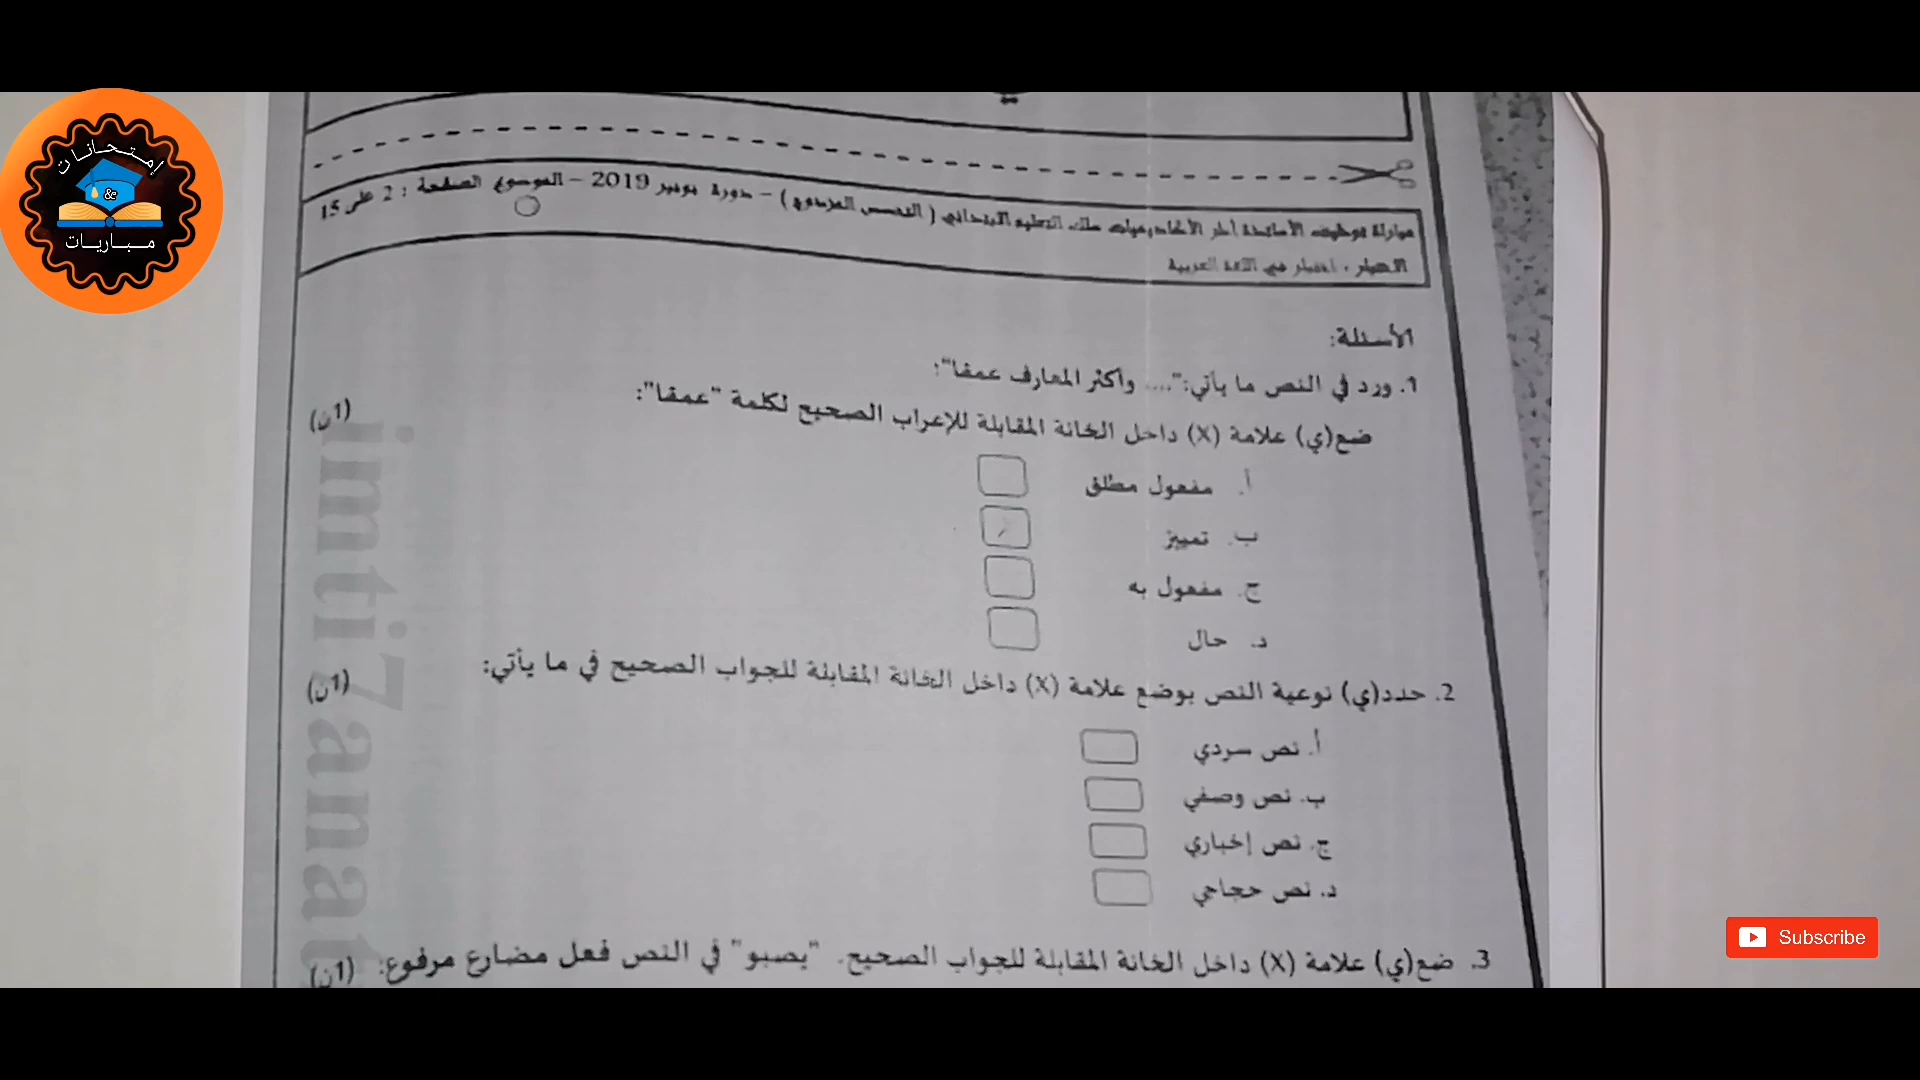 إمتحانات
&
مباريات
مباراة توظيف الأساتذة أطر الأكاديميات سلك التعليم الابتدائي ( التخصص المزدوج ) - دورة نونبر 2019 - الموضوع الصفحة : 2 على 15
الاختبار : اختبار في اللغة العربية
الأسئلة:
1. ورد في النص ما يأتي:".... وأكثر المعارف عمقا":
ضع(ي) علامة (X) داخل الخانة المقابلة للإعراب الصحيح لكلمة "عمقا": (1ن)
أ. مفعول مطلق
ب. تمييز
ج. مفعول به
د. حال
2. حدد(ي) نوعية النص بوضع علامة (X) داخل الخانة المقابلة للجواب الصحيح في ما يأتي: (1ن)
أ. نص سردي
ب. نص وصفي
ج. نص إخباري
د. نص حجاجي
3. ضع(ي) علامة (X) داخل الخانة المقابلة للجواب الصحيح. "يصبو" في النص فعل مضارع مرفوع: (1ن)
imti7anat
Subscribe